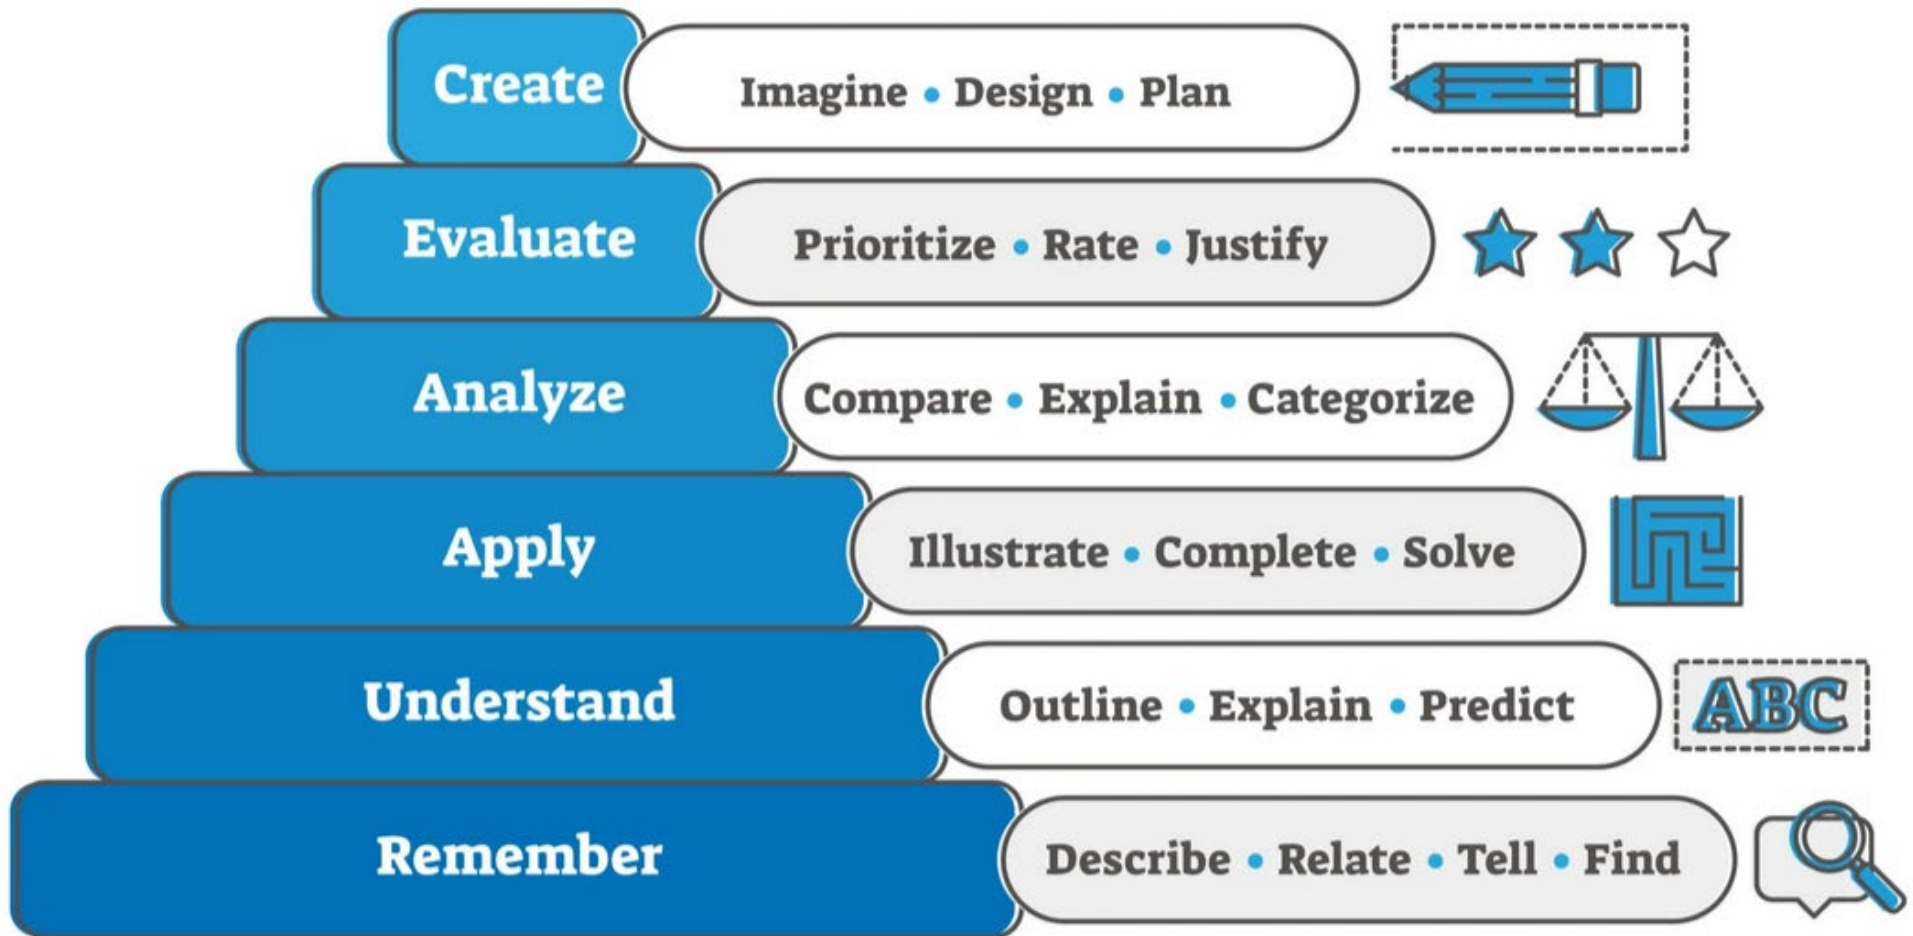 Create
Imagine • Design • Plan
Evaluate
Prioritize • Rate • Justify
Analyze
Compare • Explain • Categorize
Apply
Illustrate • Complete • Solve
Understand
Outline • Explain • Predict
ABC
Remember
Describe • Relate • Tell • Find